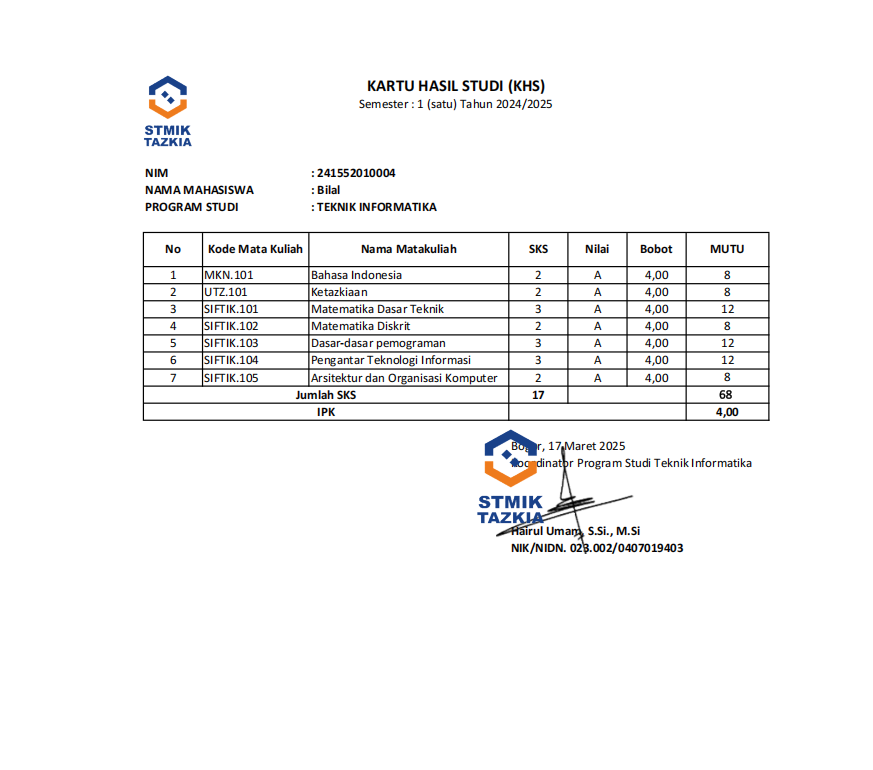 STMIK
TAZKIA
KARTU HASIL STUDI (KHS)
Semester : 1 (satu) Tahun 2024/2025
NIM : 241552010004
NAMA MAHASISWA : Bilal
PROGRAM STUDI : TEKNIK INFORMATIKA
No Kode Mata Kuliah Nama Matakuliah SKS Nilai Bobot MUTU
1 MKN.101 Bahasa Indonesia 2 A 4,00 8
2 UTZ.101 Ketazkiaan 2 A 4,00 8
3 SIFTIK.101 Matematika Dasar Teknik 3 A 4,00 12
4 SIFTIK.102 Matematika Diskrit 2 A 4,00 8
5 SIFTIK.103 Dasar-dasar pemograman 3 A 4,00 12
6 SIFTIK.104 Pengantar Teknologi Informasi 3 A 4,00 12
7 SIFTIK.105 Arsitektur dan Organisasi Komputer 2 A 4,00 8
Jumlah SKS 17 68
IPK 4,00
Bogor, 17 Maret 2025
Koordinator Program Studi Teknik Informatika
STMIK
TAZKIA
Hairul Umam, S.Si., M.Si
NIK/NIDN. 023.002/0407019403